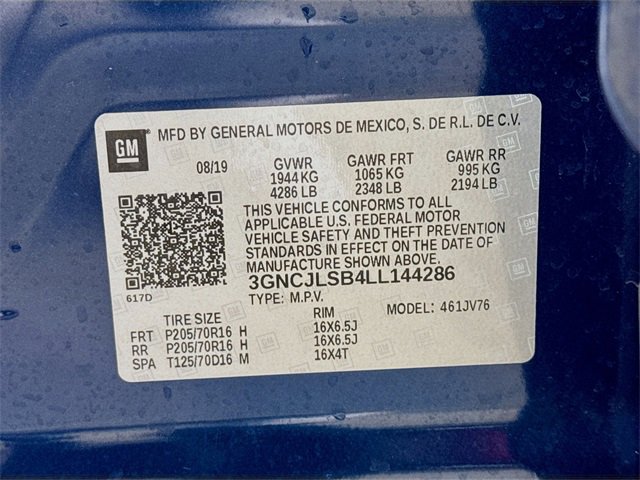 GM MFD BY GENERAL MOTORS DE MEXICO, S. DE R.L. DE C.V.
08/19 GVWR GAWR FRT GAWR RR
1944 KG 1065 KG 995 KG
4286 LB 2348 LB 2194 LB
THIS VEHICLE CONFORMS TO ALL
APPLICABLE U.S. FEDERAL MOTOR
VEHICLE SAFETY AND THEFT PREVENTION
STANDARDS IN EFFECT ON THE DATE OF
MANUFACTURE SHOWN ABOVE.
617D
3GNCJLSB4LL144286
TYPE: M.P.V. MODEL: 461JV76
TIRE SIZE RIM
FRT P205/70R16 H 16X6.5J
RR P205/70R16 H 16X6.5J
SPA T125/70D16 M 16X4T